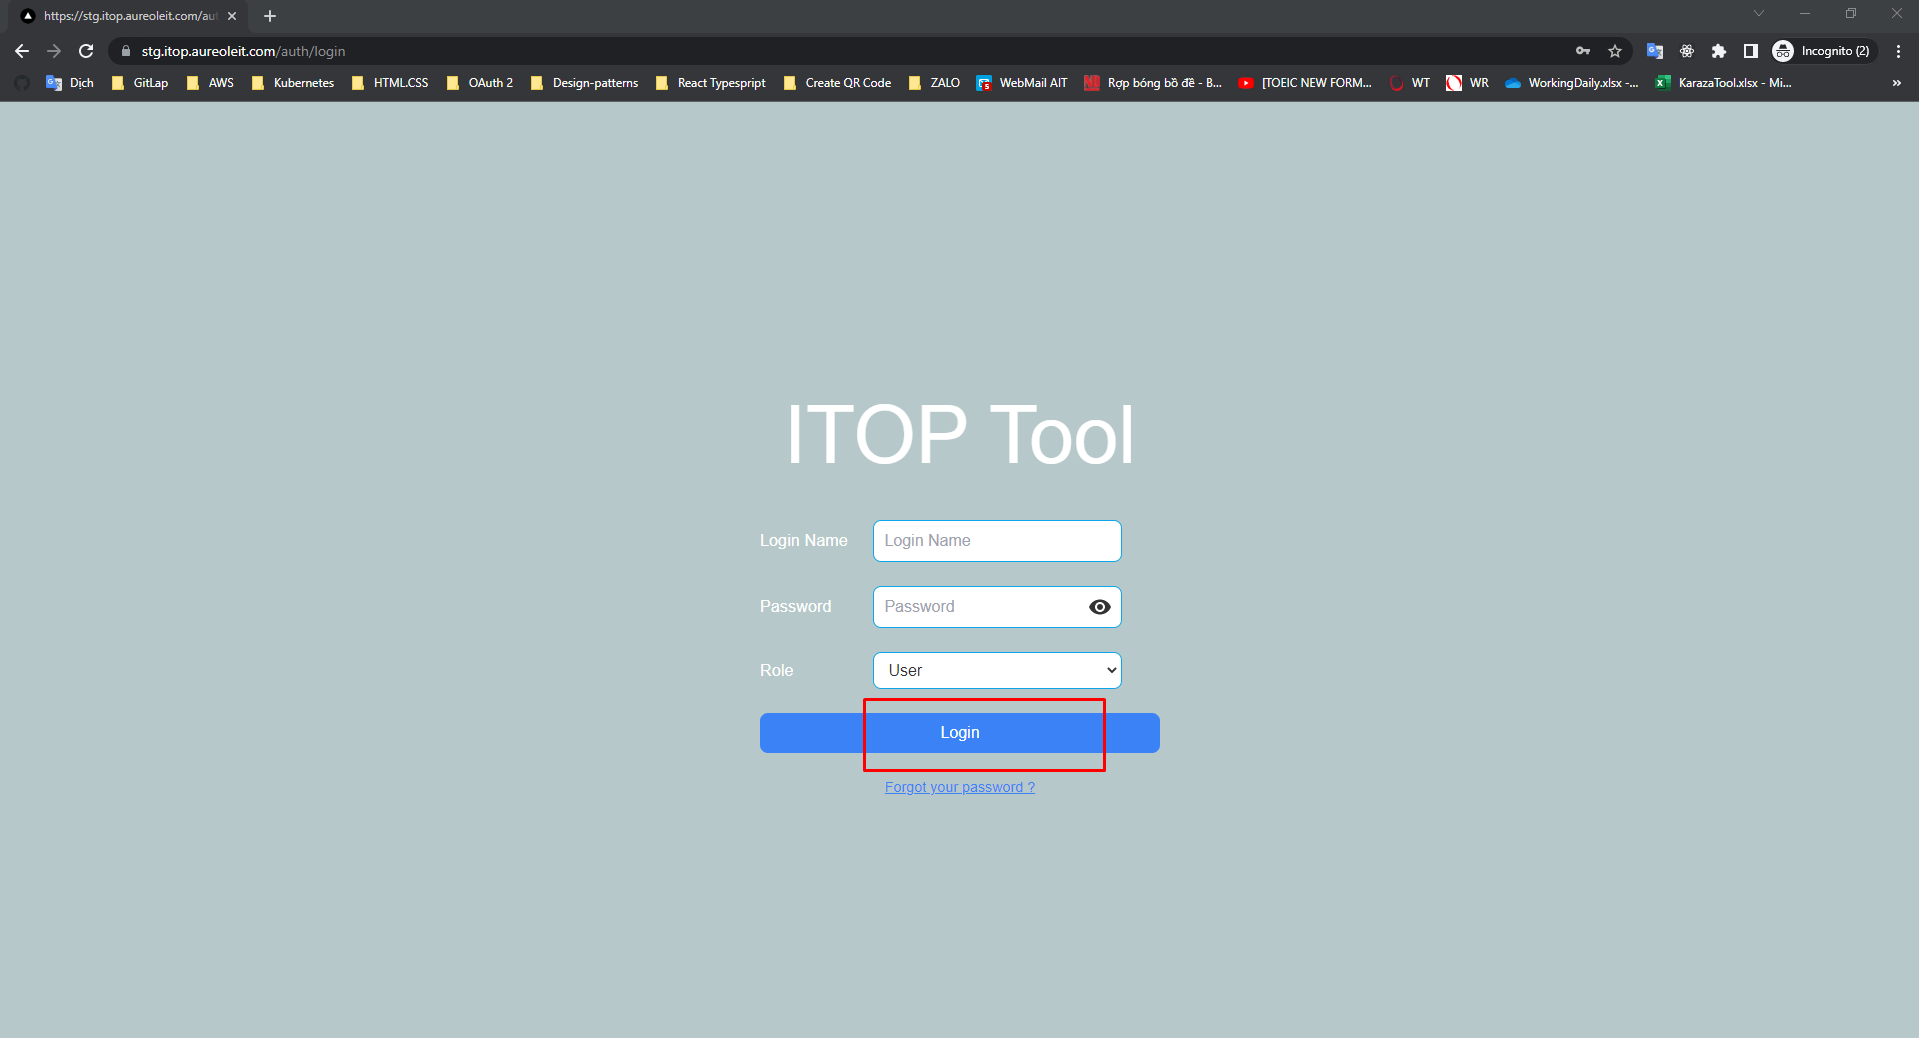 https://stg.itop.aureoleit.com/aut
stg.itop.aureoleit.com/auth/login
Incognito (2)
Dịch GitLap AWS Kubernetes HTML.CSS OAuth 2 Design-patterns React Typespript Create QR Code ZALO WebMail AIT Rợp bóng bồ đề - B... [TOEIC NEW FORM... WT WR WorkingDaily.xlsx -... KarazaTool.xlsx - Mi... »
ITOP Tool
Login Name Login Name
Password Password
Role User
Login
Forgot your password ?